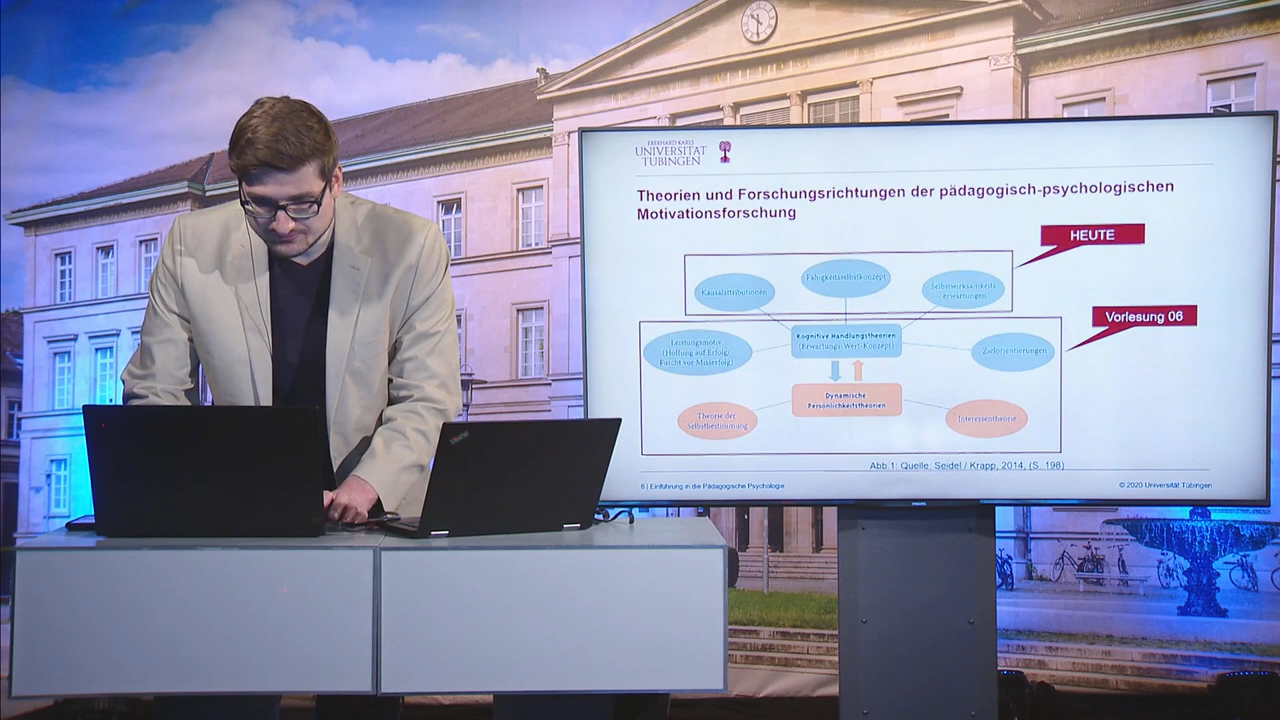 EBERHARD KARLS
UNIVERSITÄT
TÜBINGEN
Theorien und Forschungsrichtungen der pädagogisch-psychologischen
Motivationsforschung
HEUTE
Kausalattributionen
Fähigkeitsselbstkonzept
Selbstwirksamkeits
erwartungen
Vorlesung 06
Leistungsmotiv
(Hoffnung auf Erfolg/
Furcht vor Misserfolg)
Kognitive Handlungstheorien
(Erwartungs-Wert-Konzept)
Zielorientierungen
Theorie der
Selbstbestimmung
Dynamische
Persönlichkeitstheorien
Interessentheorie
Abb.1: Quelle: Seidel / Krapp, 2014, (S. 198)
6 | Einführung in die Pädagogische Psychologie
© 2020 Universität Tübingen
PHILIPS
ThinkPad